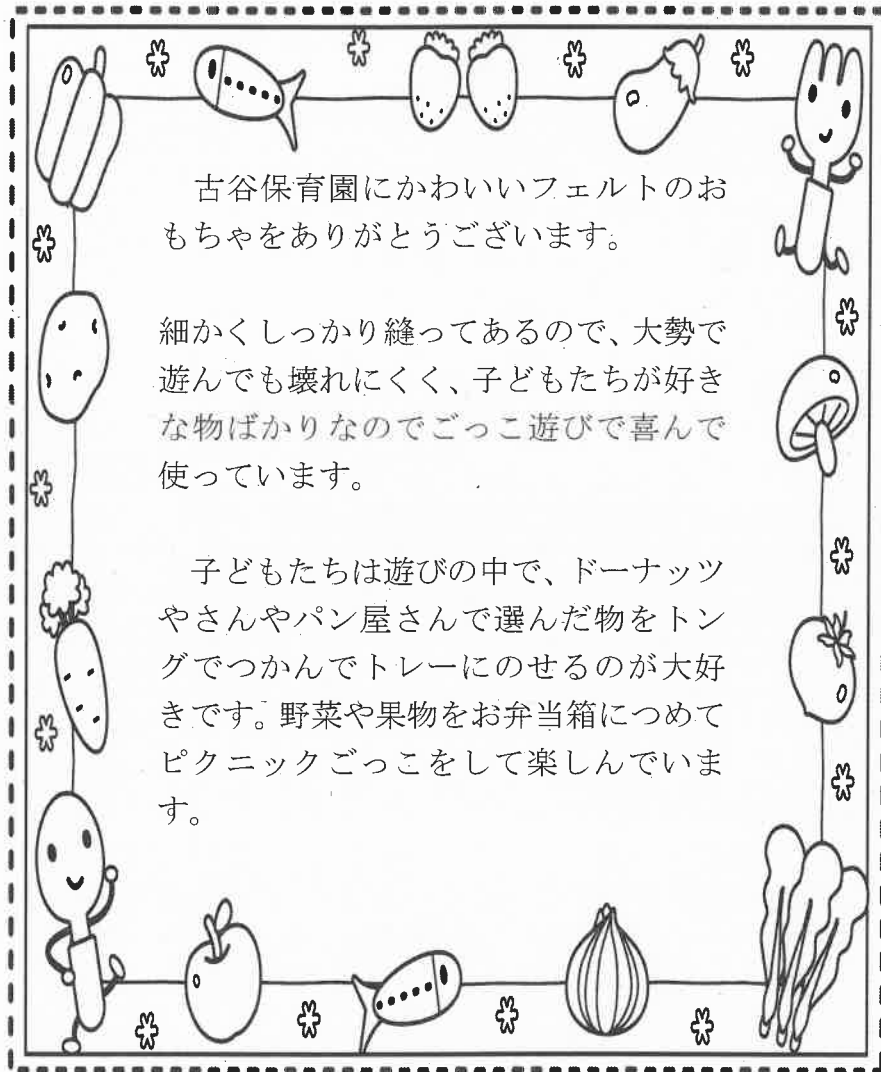 古谷保育園にかわいいフェルトのお
もちゃをありがとうございます。
細かくしっかり縫ってあるので、大勢で
遊んでも壊れにくく、子どもたちが好き
な物ばかりなのでごっこ遊びで喜んで
使っています。
子どもたちは遊びの中で、ドーナッツ
やさんやパン屋さんで選んだ物をトン
グでつかんでトレーにのせるのが大好
きです。野菜や果物をお弁当箱につめて
ピクニックごっこをして楽しんでいま
す。